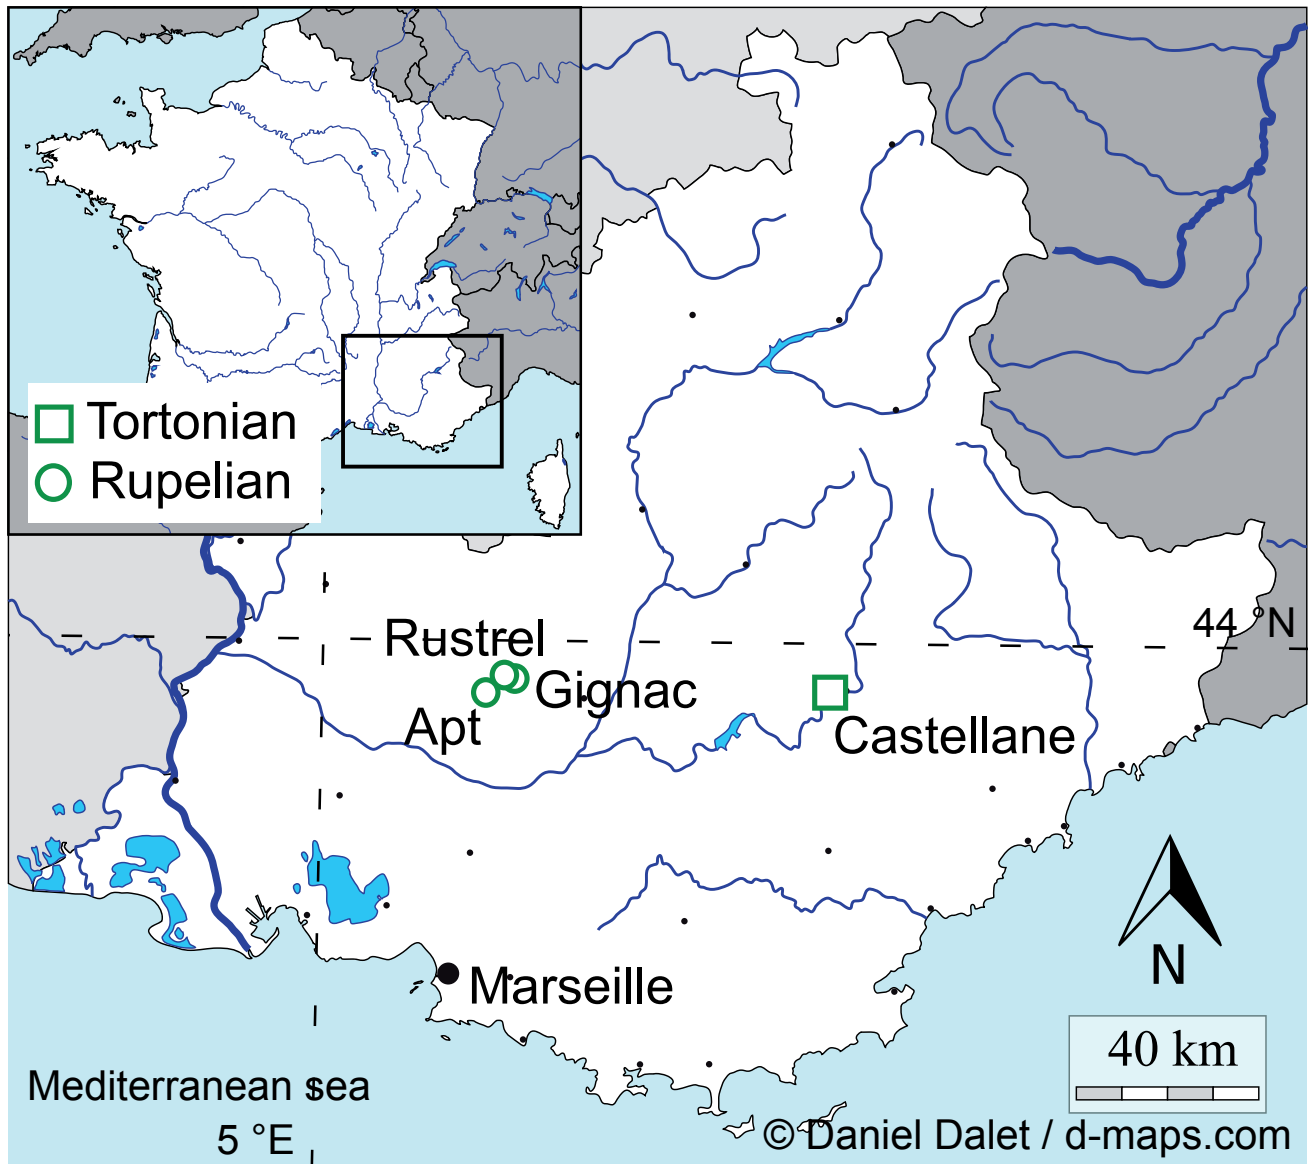 Tortonian
Rupelian
44 °N
Rustrel
Gignac
Apt
Castellane
Marseille
N
40 km
Mediterranean sea
5 °E
© Daniel Dalet / d-maps.com